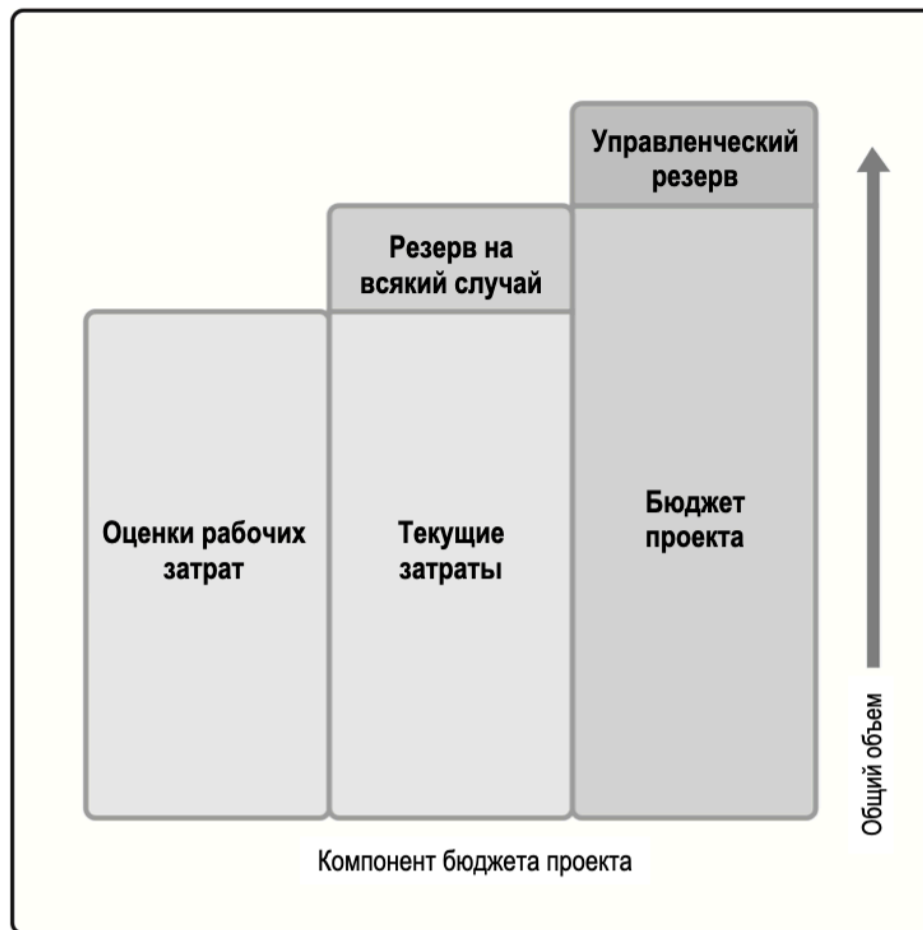 Управленческий
резерв
Резерв на
всякий случай
Оценки рабочих
затрат
Текущие
затраты
Бюджет
проекта
Общий объем
Компонент бюджета проекта